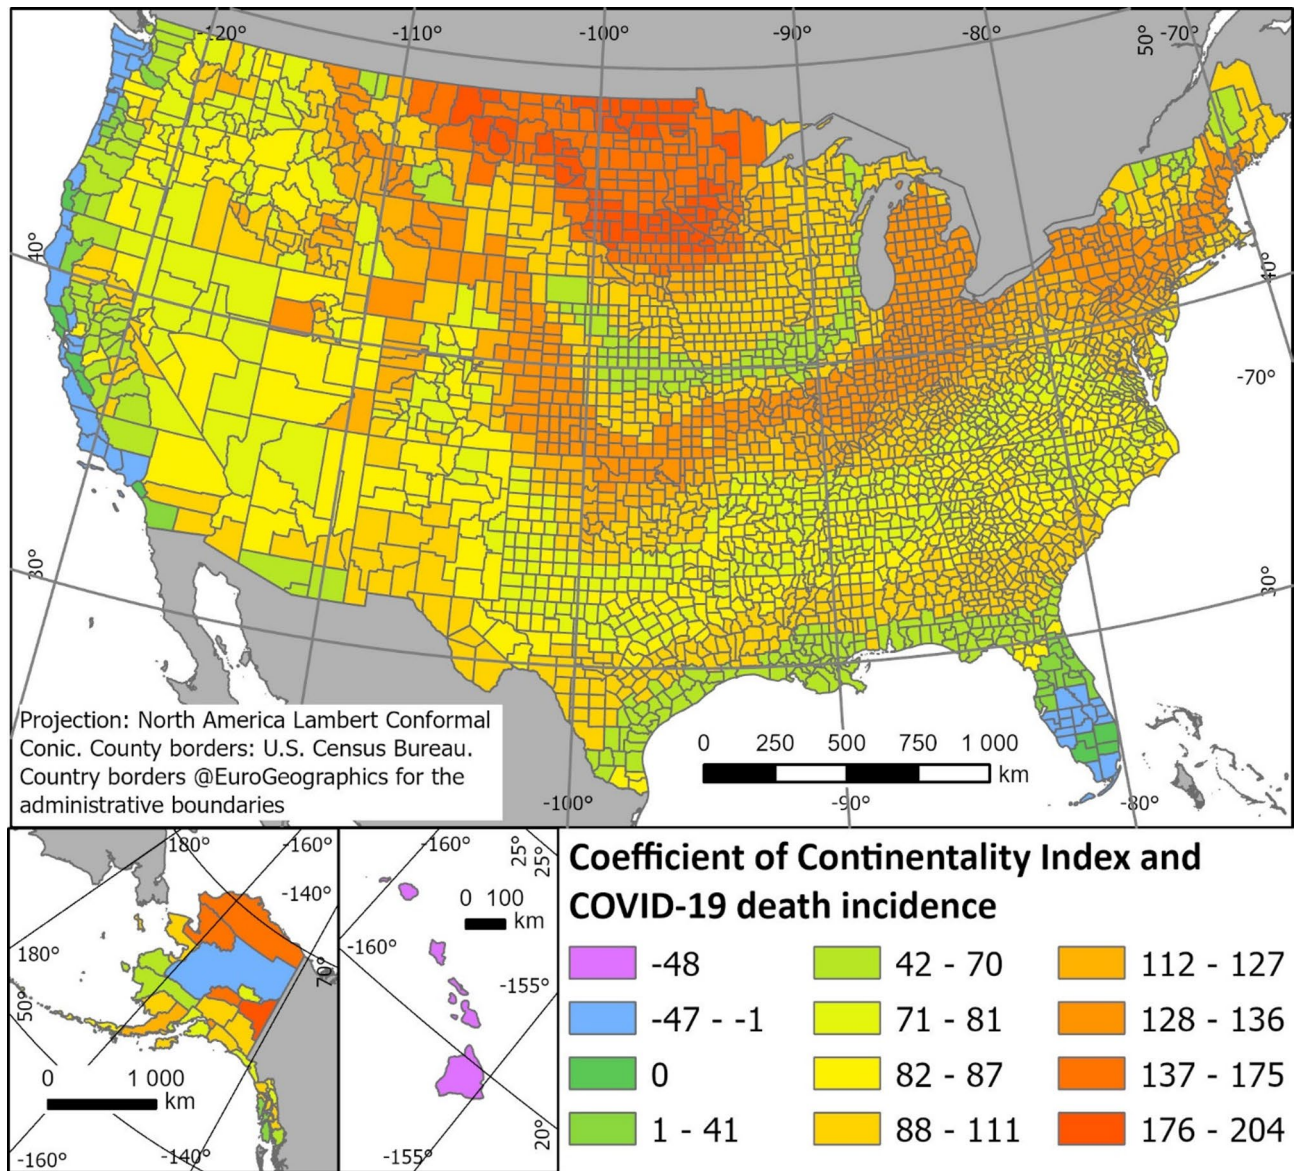 -120°
-110°
-100°
-90°
-80°
50°
-70°
40°
40°
-70°
30°
30°
Projection: North America Lambert Conformal
Conic. County borders: U.S. Census Bureau.
Country borders @EuroGeographics for the
administrative boundaries
0 250 500 750 1 000
km
-100°
-90°
-80°
180°
-160°
-140°
180°
70°
50°
0 1 000
km
-160°
-140°
-160°
25°
25°
0 100
km
-160°
-155°
20°
-155°
Coefficient of Continentality Index and
COVID-19 death incidence
-48
-47 - -1
0
1 - 41
42 - 70
71 - 81
82 - 87
88 - 111
112 - 127
128 - 136
137 - 175
176 - 204